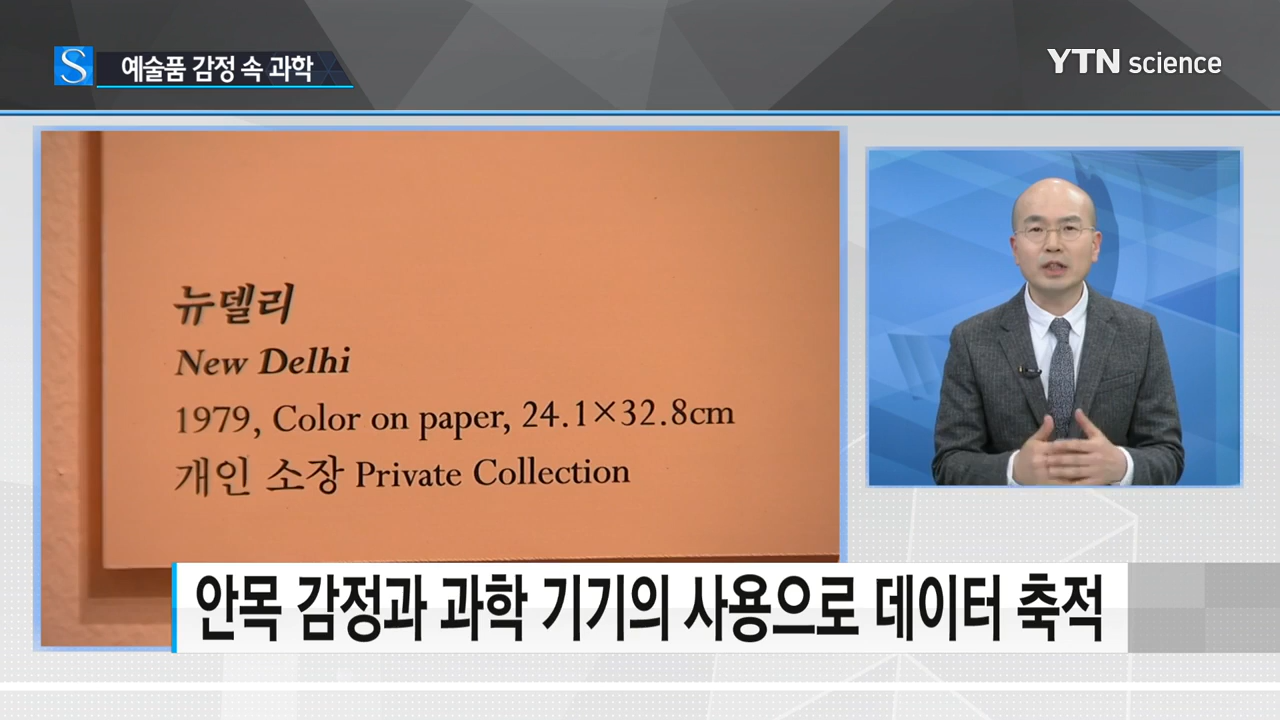 S 예술품 감정 속 과학
YTN science
뉴델리
New Delhi
1979, Color on paper, 24.1×32.8cm
개인 소장 Private Collection
안목 감정과 과학 기기의 사용으로 데이터 축적